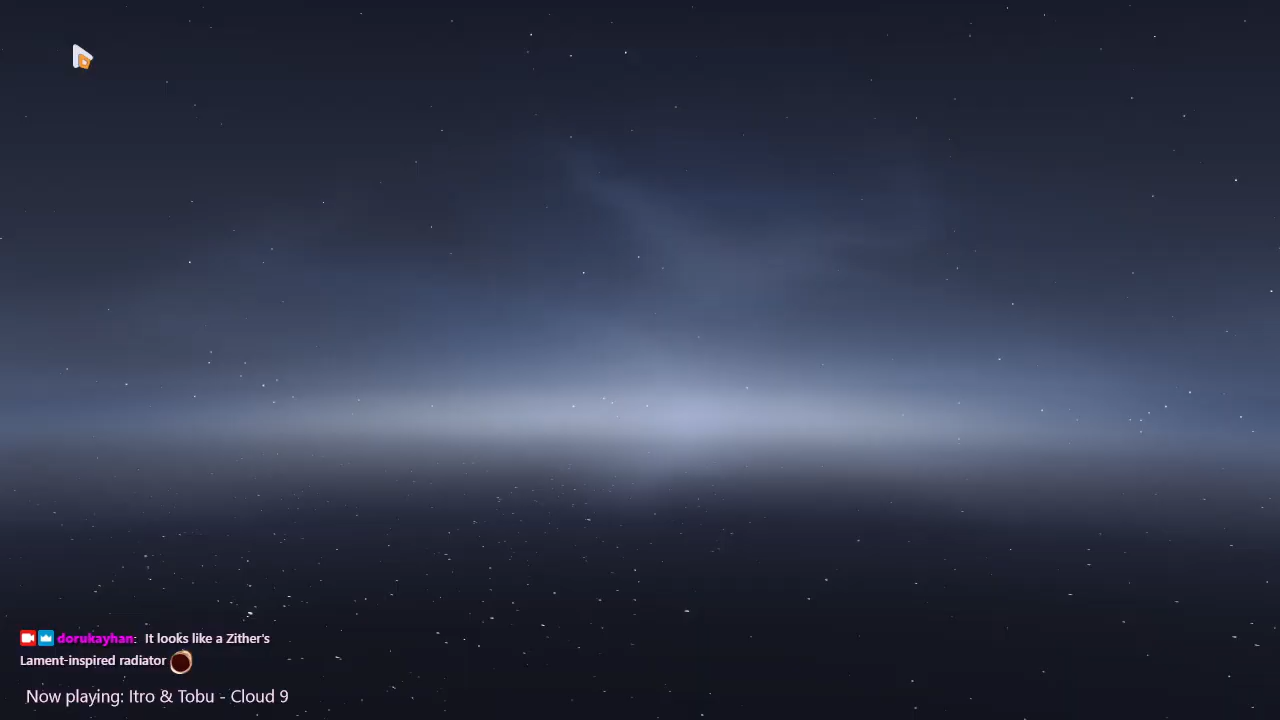 dorukayhan: It looks like a Zither's
Lament-inspired radiator
Now playing: Itro & Tobu - Cloud 9